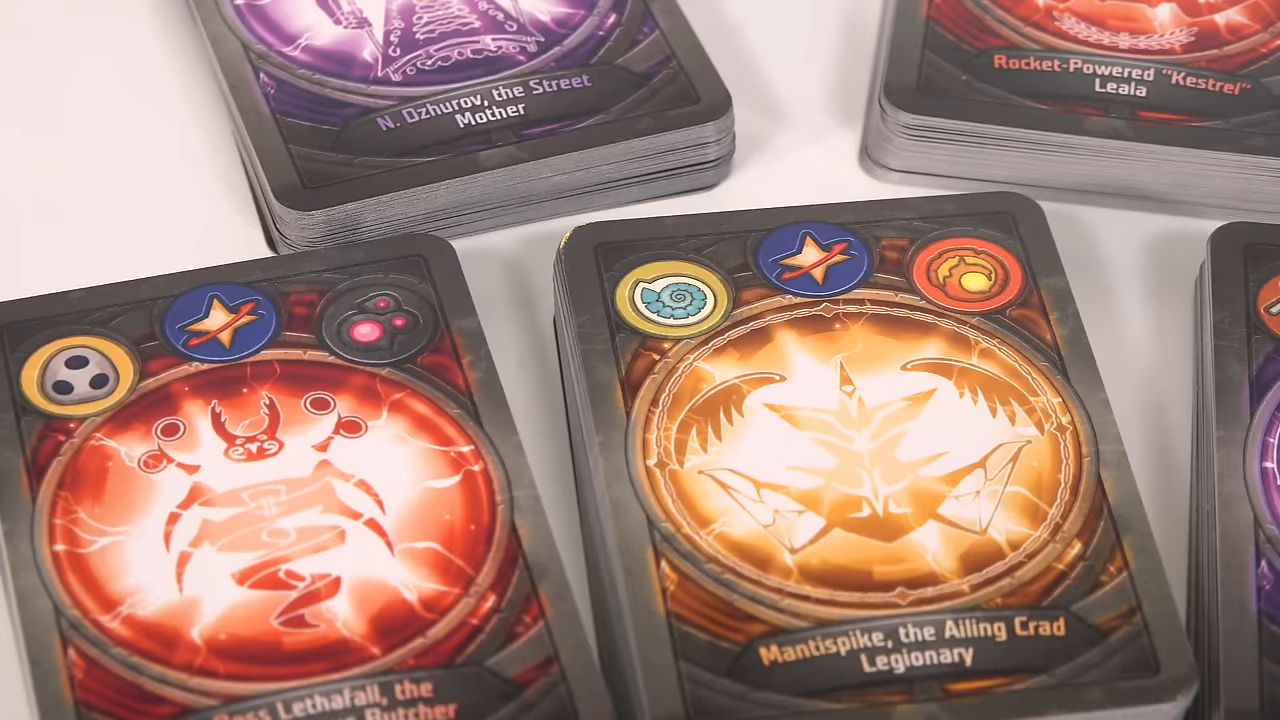 N. Dzhurov, the Street
Mother
Rocket-Powered "Kestrel"
Leala
Mantispike, the Ailing Crad
Legionary
Lethafall, the
Butcher